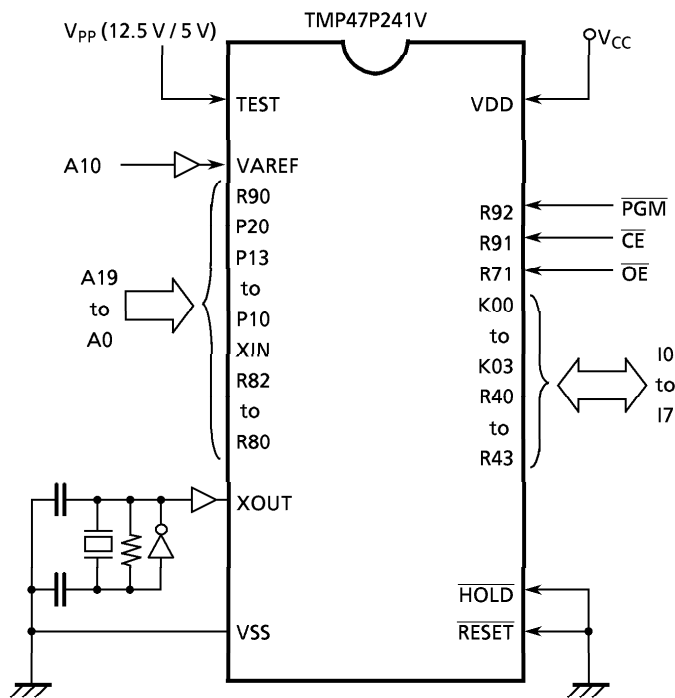 TMP47P241V
VPP (12.5 V / 5 V)
VCC
TEST
VDD
A10
VAREF
R90
P20
P13
to
P10
XIN
R82
to
R80
A19
to
A0
R92
PGM
R91
CE
R71
OE
K00
to
K03
R40
to
R43
I0
to
I7
XOUT
HOLD
VSS
RESET